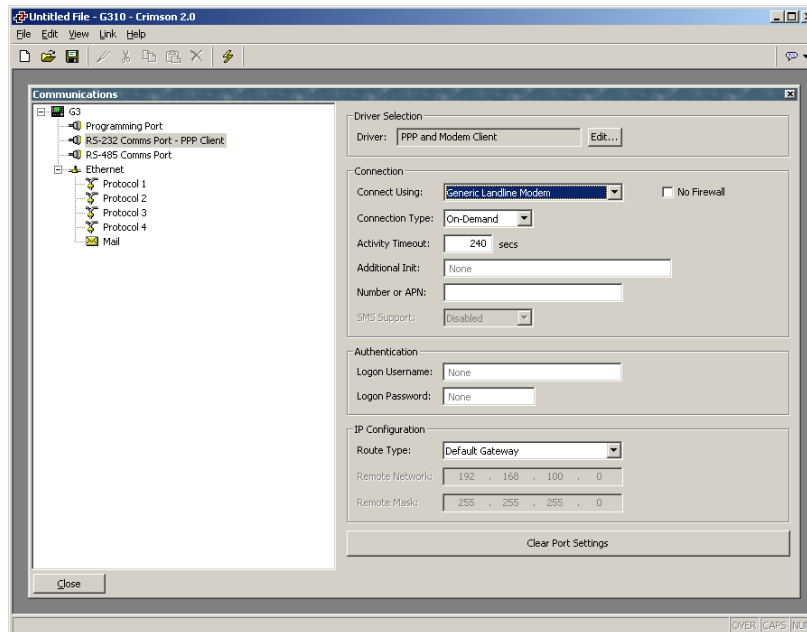 Untitled File - G310 - Crimson 2.0
File Edit View Link Help
Communications
G3
Programming Port
RS-232 Comms Port - PPP Client
RS-485 Comms Port
Ethernet
Protocol 1
Protocol 2
Protocol 3
Protocol 4
Mail
Driver Selection
Driver: PPP and Modem Client Edit...
Connection
Connect Using: Generic Landline Modem No Firewall
Connection Type: On-Demand
Activity Timeout: 240 secs
Additional Init: None
Number or APN:
SMS Support: Disabled
Authentication
Logon Username: None
Logon Password: None
IP Configuration
Route Type: Default Gateway
Remote Network: 192 . 168 . 100 . 0
Remote Mask: 255 . 255 . 255 . 0
Clear Port Settings
Close
OVER CAPS NU